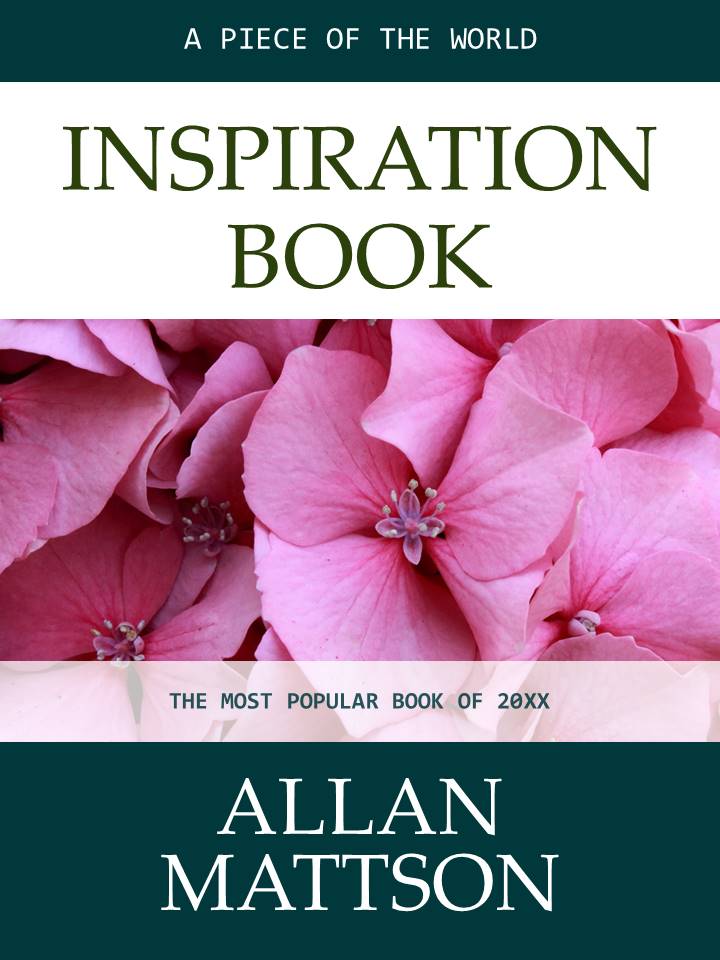 A PIECE OF THE WORLD
INSPIRATION
BOOK
THE MOST POPULAR BOOK OF 20XX
ALLAN
MATTSON